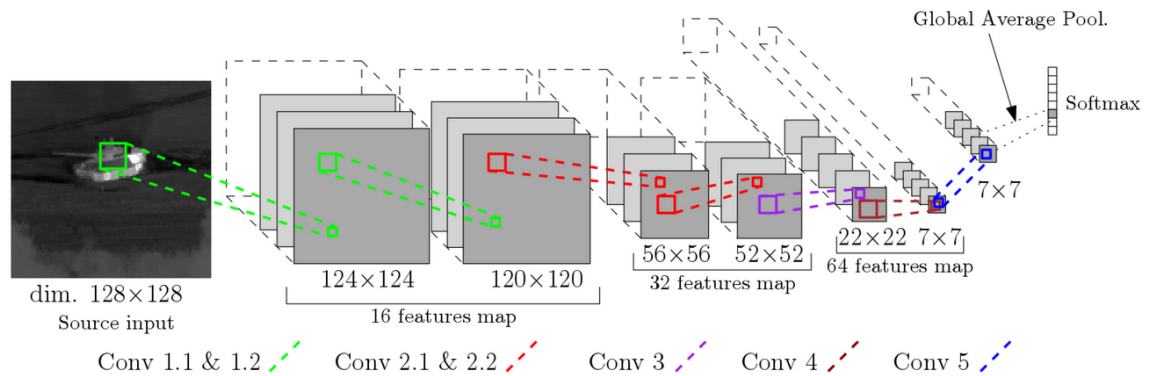 Global Average Pool.
Softmax
7×7
124×124
120×120
56×56
52×52
22×22
7×7
dim. 128×128
Source input
16 features map
32 features map
64 features map
Conv 1.1 & 1.2
Conv 2.1 & 2.2
Conv 3
Conv 4
Conv 5